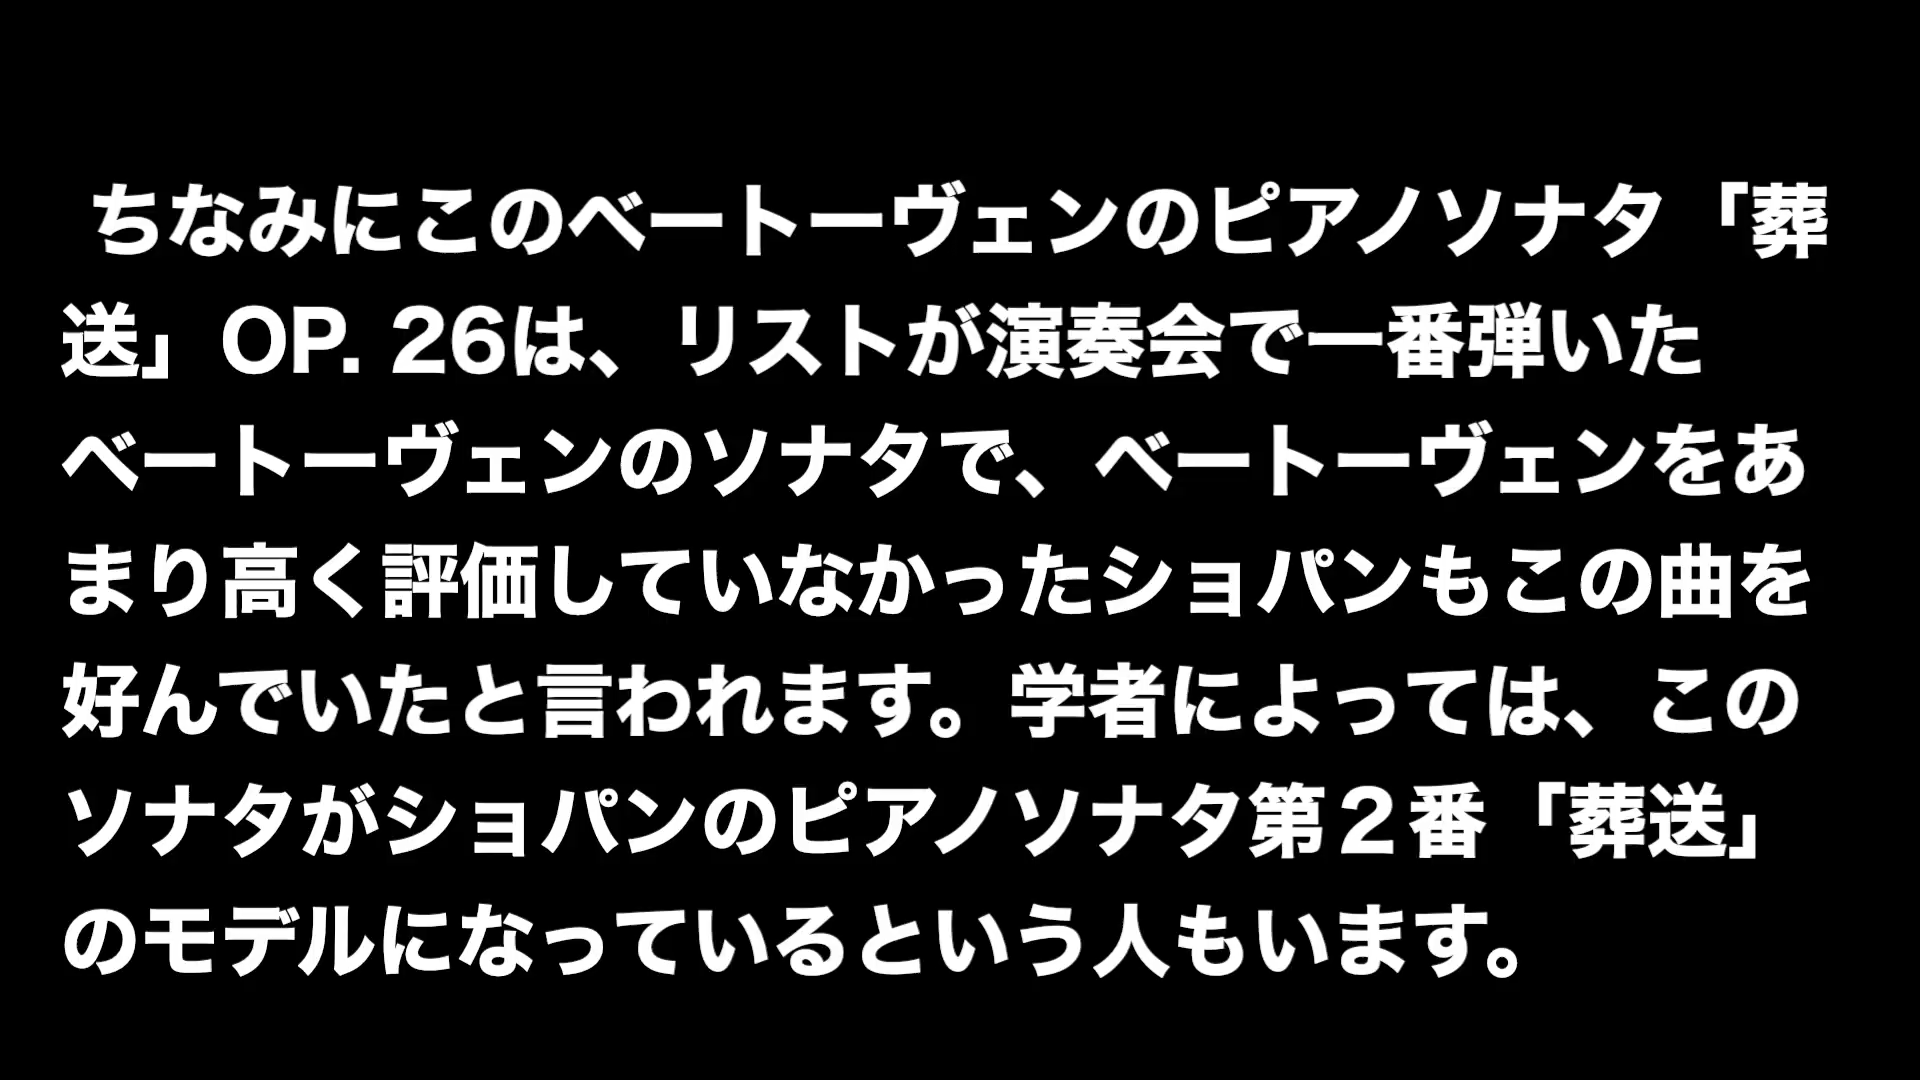 ちなみにこのベートーヴェンのピアノソナタ「葬
送」OP. 26は、リストが演奏会で一番弾いた
ベートーヴェンのソナタで、ベートーヴェンをあ
まり高く評価していなかったショパンもこの曲を
好んでいたと言われます。学者によっては、この
ソナタがショパンのピアノソナタ第２番「葬送」
のモデルになっているという人もいます。